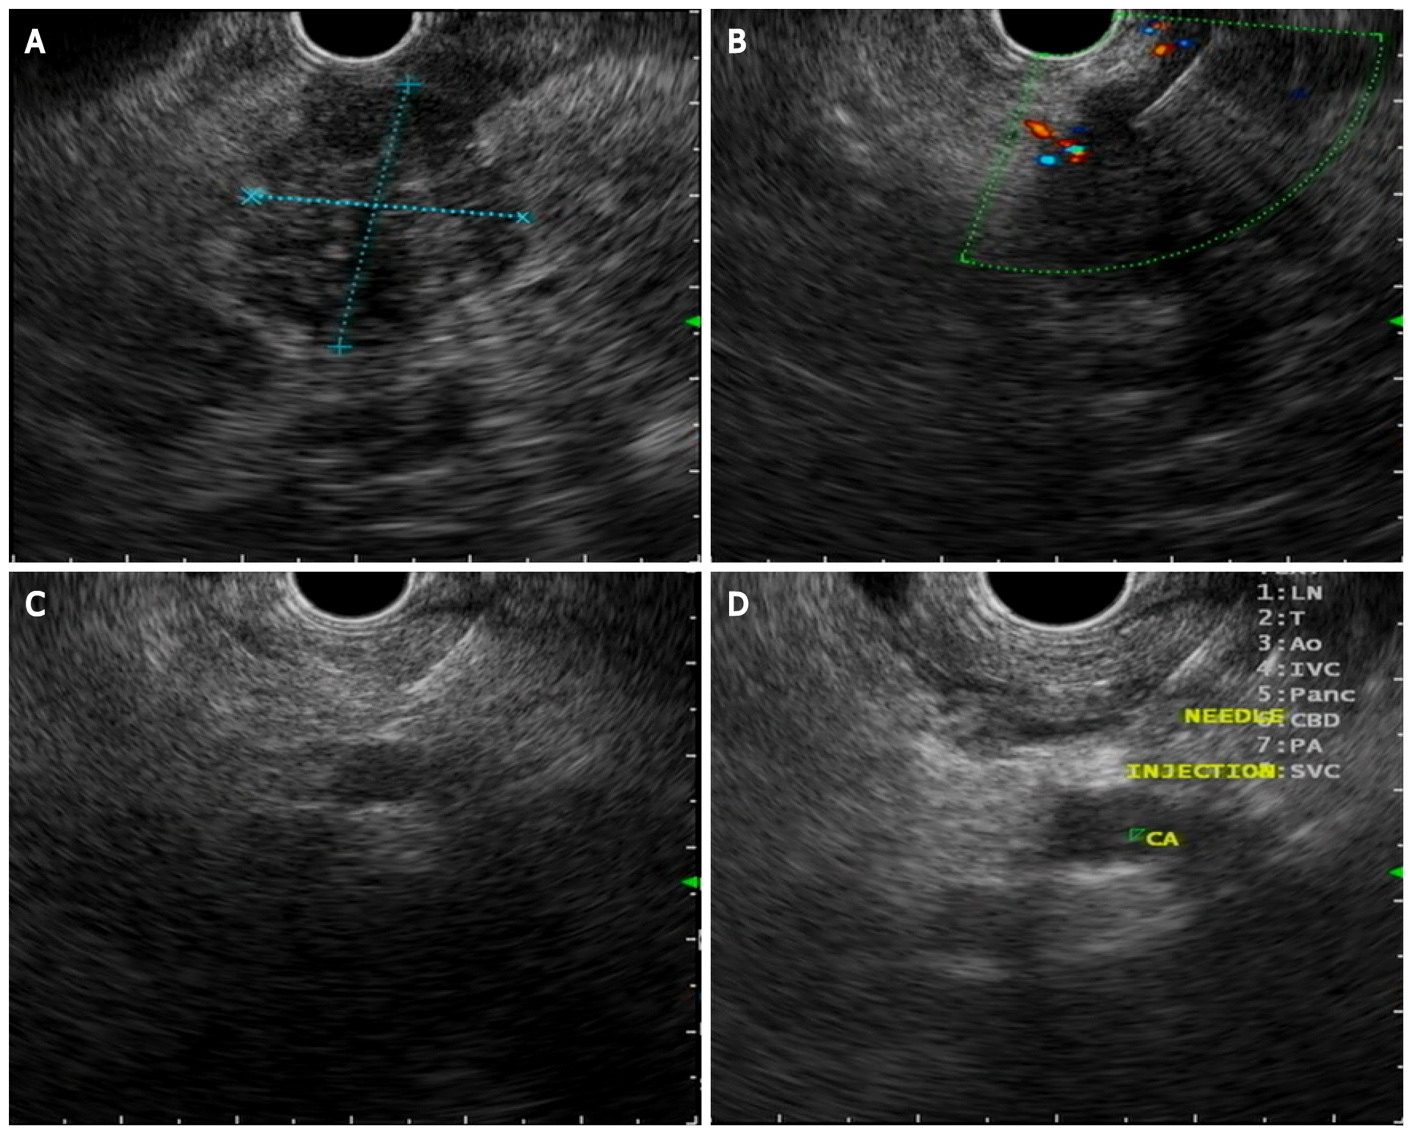 A
B
C
D
1:LN
2:T
3:Ao
4:IVC
5:Panc
NEEDLE
:CBD
7:PA
INJECTION
:SVC
CA